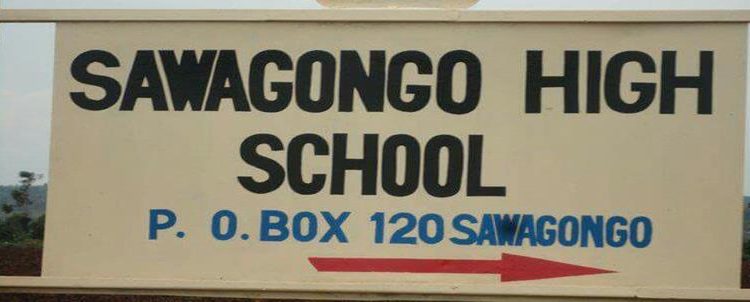 SAWAGONGO HIGH
SCHOOL
P. O. BOX 120 SAWAGONGO